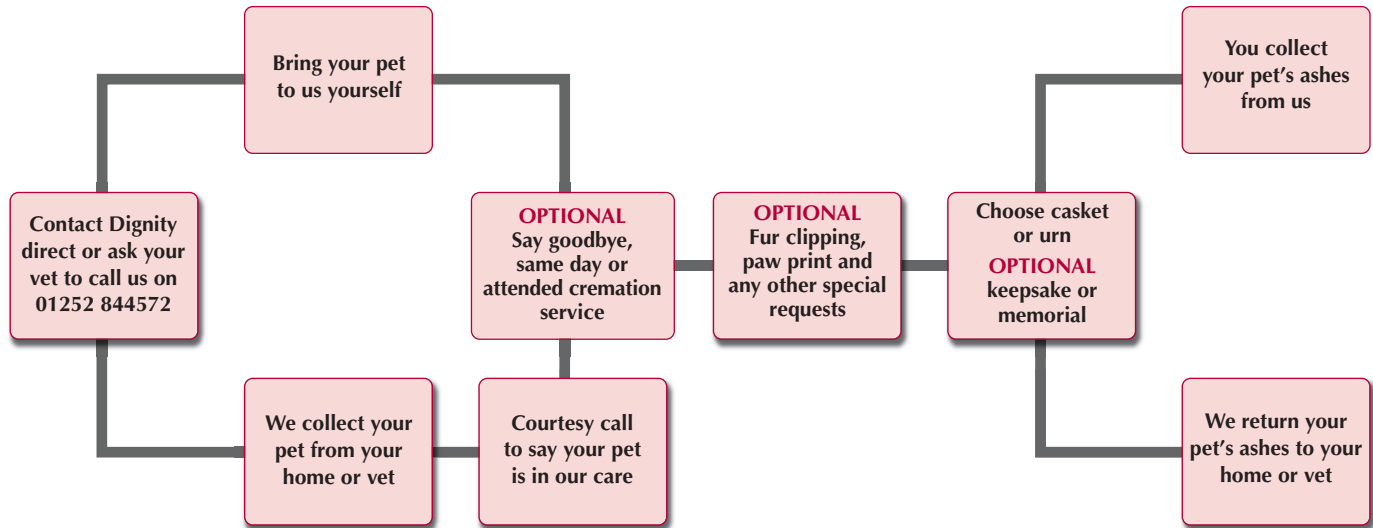 Bring your pet
to us yourself
You collect
your pet’s ashes
from us
Contact Dignity
direct or ask your
vet to call us on
01252 844572
OPTIONAL
Say goodbye,
same day or
attended cremation
service
OPTIONAL
Fur clipping,
paw print and
any other special
requests
Choose casket
or urn
OPTIONAL
keepsake or
memorial
We collect your
pet from your
home or vet
Courtesy call
to say your pet
is in our care
We return your
pet’s ashes to your
home or vet